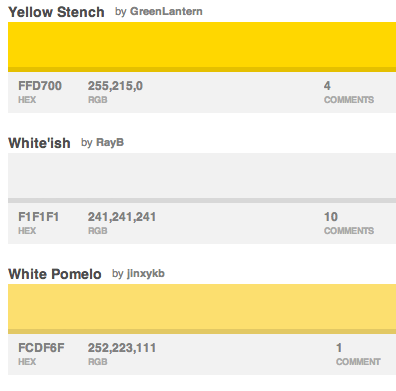 Yellow Stench by GreenLantern
FFD700 255,215,0 4
HEX RGB COMMENTS
White'ish by RayB
F1F1F1 241,241,241 10
HEX RGB COMMENTS
White Pomelo by jinxykb
FCDF6F 252,223,111 1
HEX RGB COMMENT